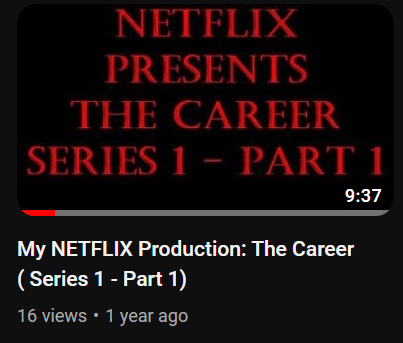 NETFLIX
PRESENTS
THE CAREER
SERIES 1 - PART 1
9:37
My NETFLIX Production: The Career
( Series 1 - Part 1)
16 views • 1 year ago